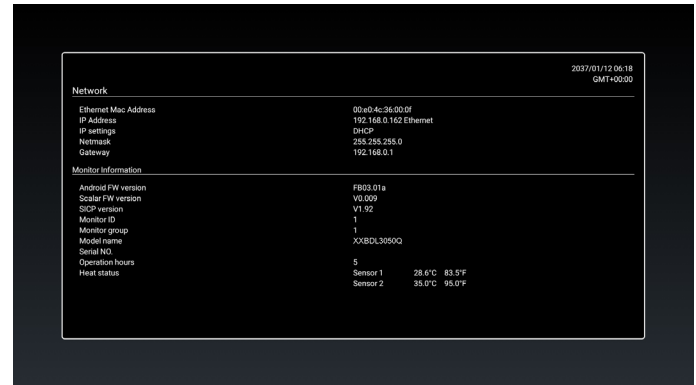 2037/01/12 06:18
GMT+00:00
Network
Ethernet Mac Address 00:e0:4c:36:00:0f
IP Address 192.168.0.162 Ethernet
IP settings DHCP
Netmask 255.255.255.0
Gateway 192.168.0.1
Monitor Information
Android FW version FB03.01a
Scalar FW version V0.009
SICP version V1.92
Monitor ID 1
Monitor group 1
Model name XXBDL3050Q
Serial NO.
Operation hours 5
Heat status Sensor 1 28.6°C 83.5°F
Sensor 2 35.0°C 95.0°F